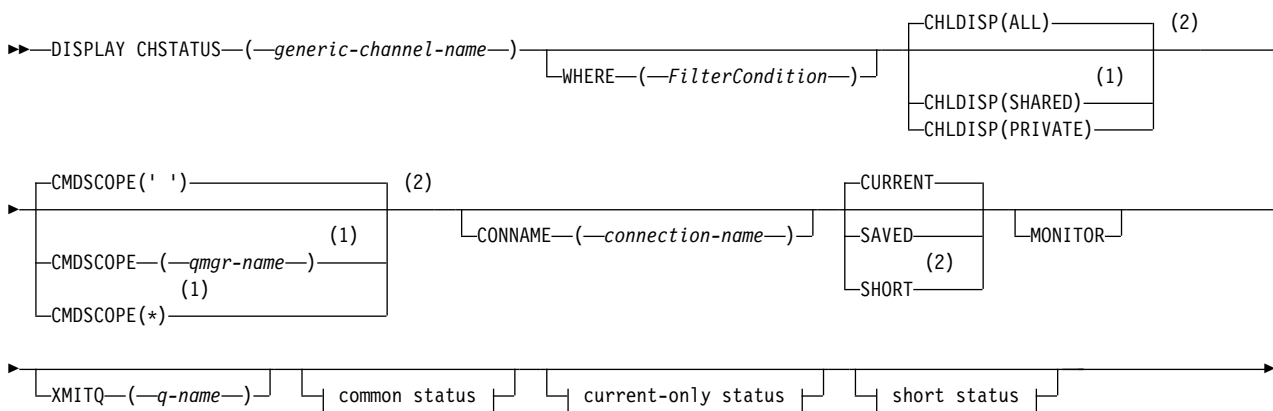 CHLDISP(ALL) (2)
DISPLAY CHSTATUS ( generic-channel-name )
WHERE ( FilterCondition ) (1)
CHLDISP(SHARED)
CHLDISP(PRIVATE)
CMDSCOPE(' ') (2) CURRENT
(1) CONNAME ( connection-name ) SAVED MONITOR
CMDSCOPE ( qmgr-name ) (2)
(1) SHORT
CMDSCOPE(*)
XMITQ ( q-name ) common status current-only status short status